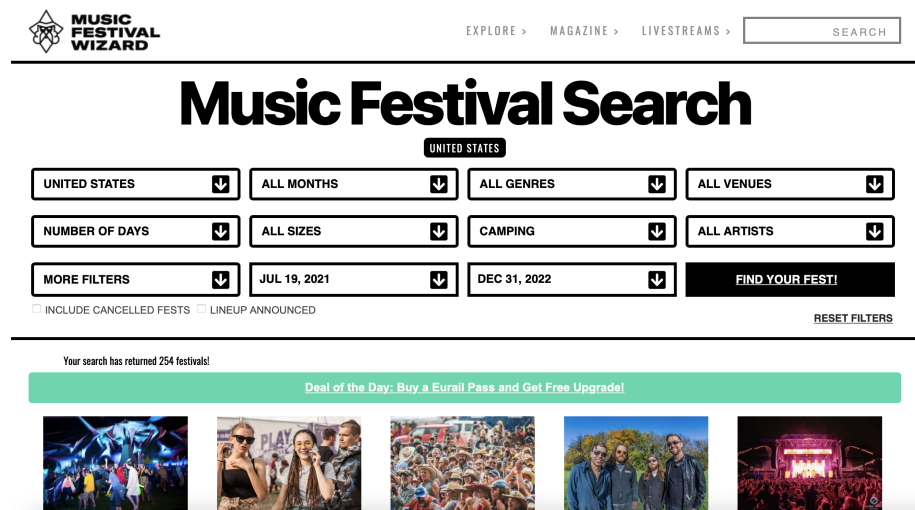 MUSIC
FESTIVAL
WIZARD
EXPLORE >
MAGAZINE >
LIVESTREAMS >
SEARCH
Music Festival Search
UNITED STATES
UNITED STATES
ALL MONTHS
ALL GENRES
ALL VENUES
NUMBER OF DAYS
ALL SIZES
CAMPING
ALL ARTISTS
MORE FILTERS
JUL 19, 2021
DEC 31, 2022
FIND YOUR FEST!
INCLUDE CANCELLED FESTS
LINEUP ANNOUNCED
RESET FILTERS
Your search has returned 254 festivals!
Deal of the Day: Buy a Eurail Pass and Get Free Upgrade!
PLAY